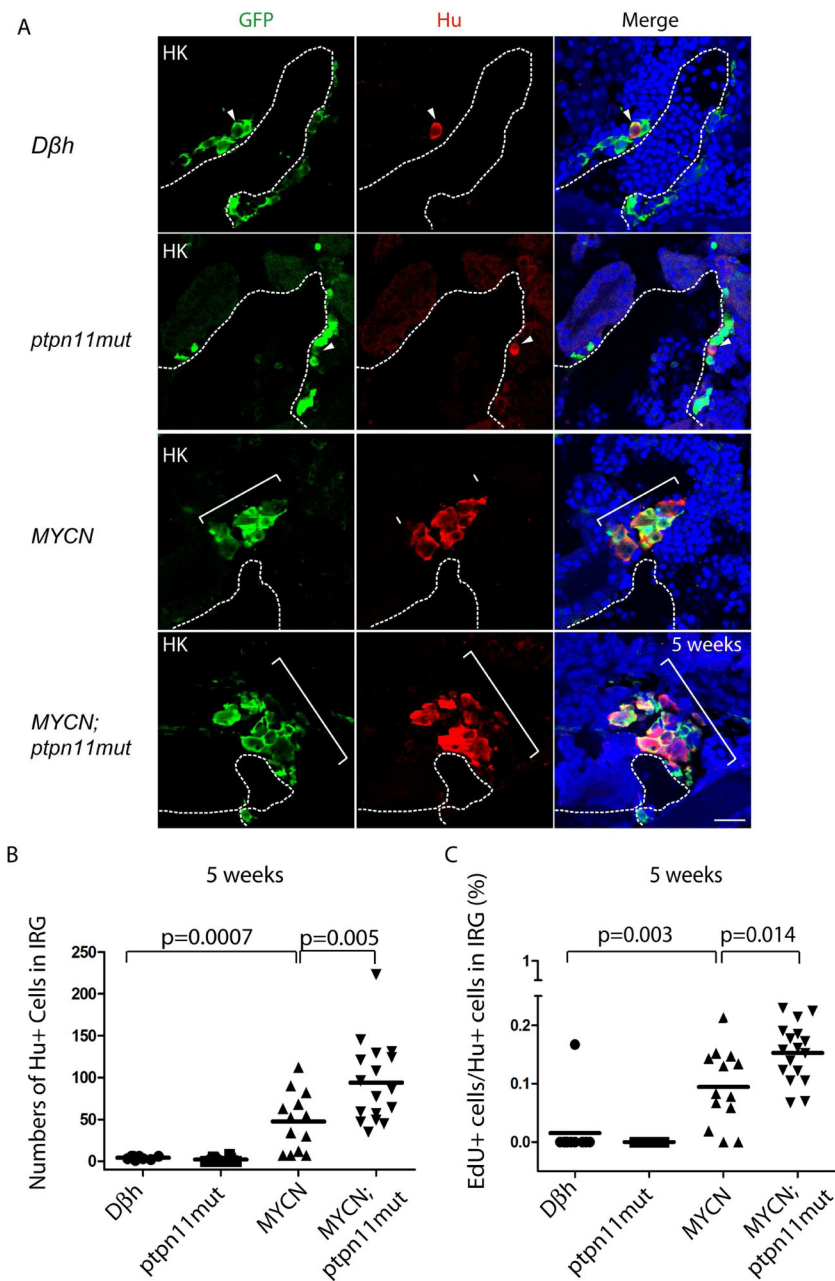 A
GFP Hu Merge
HK
Dβh
HK
ptpn11mut
HK
MYCN
HK
5 weeks
MYCN;
ptpn11mut
B
5 weeks
p=0.0007 p=0.005
Numbers of Hu+ Cells in IRG
250
200
150
100
50
0
Dβh
ptpn11mut
MYCN
MYCN;
ptpn11mut
C
5 weeks
p=0.003 p=0.014
EdU+ cells/Hu+ cells in IRG (%)
1
0.2
0.1
0.0
Dβh
ptpn11mut
MYCN
MYCN;
ptpn11mut